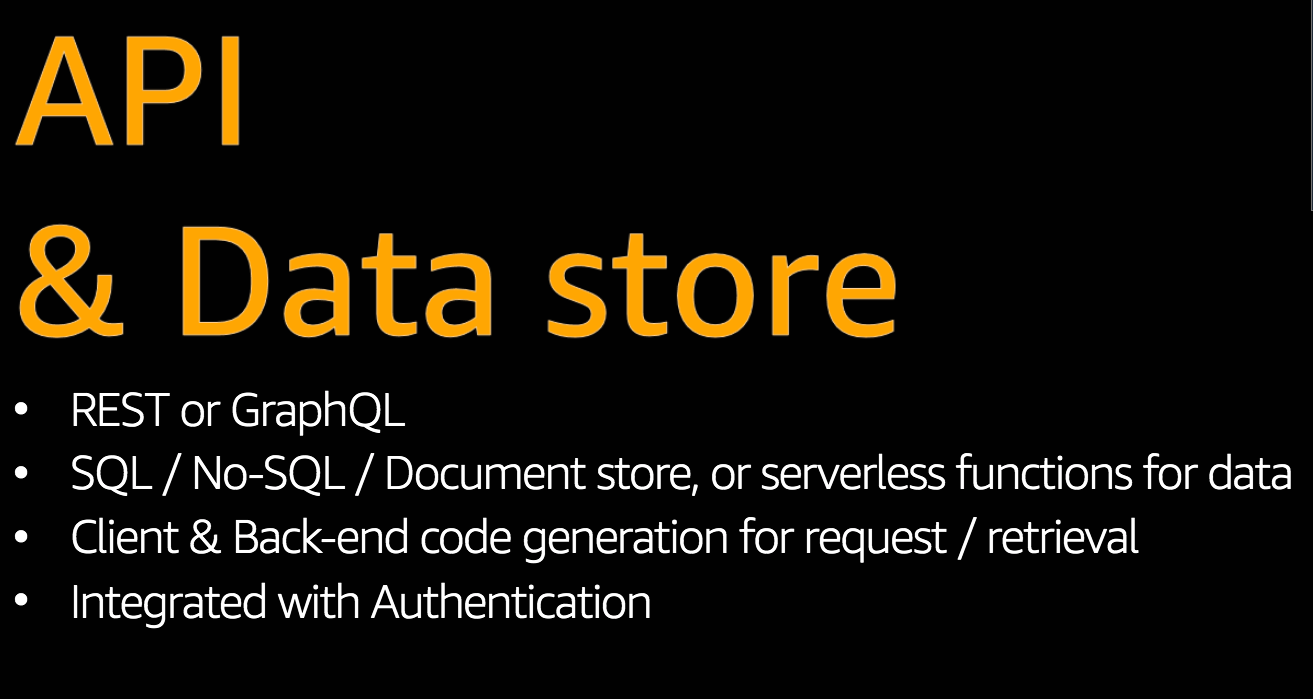 API
& Data store
• REST or GraphQL
• SQL / No-SQL / Document store, or serverless functions for data
• Client & Back-end code generation for request / retrieval
• Integrated with Authentication